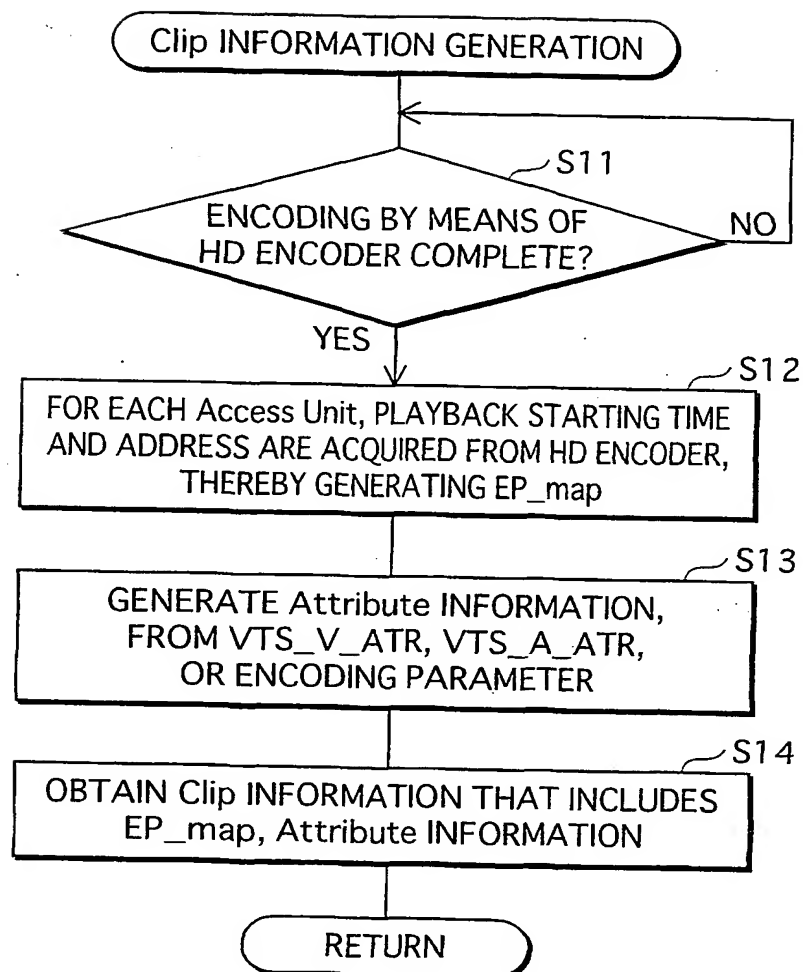 Clip INFORMATION GENERATION
S11
ENCODING BY MEANS OF
HD ENCODER COMPLETE?
NO
YES
S12
FOR EACH Access Unit, PLAYBACK STARTING TIME
AND ADDRESS ARE ACQUIRED FROM HD ENCODER,
THEREBY GENERATING EP_map
S13
GENERATE Attribute INFORMATION,
FROM VTS_V_ATR, VTS_A_ATR,
OR ENCODING PARAMETER
S14
OBTAIN Clip INFORMATION THAT INCLUDES
EP_map, Attribute INFORMATION
RETURN